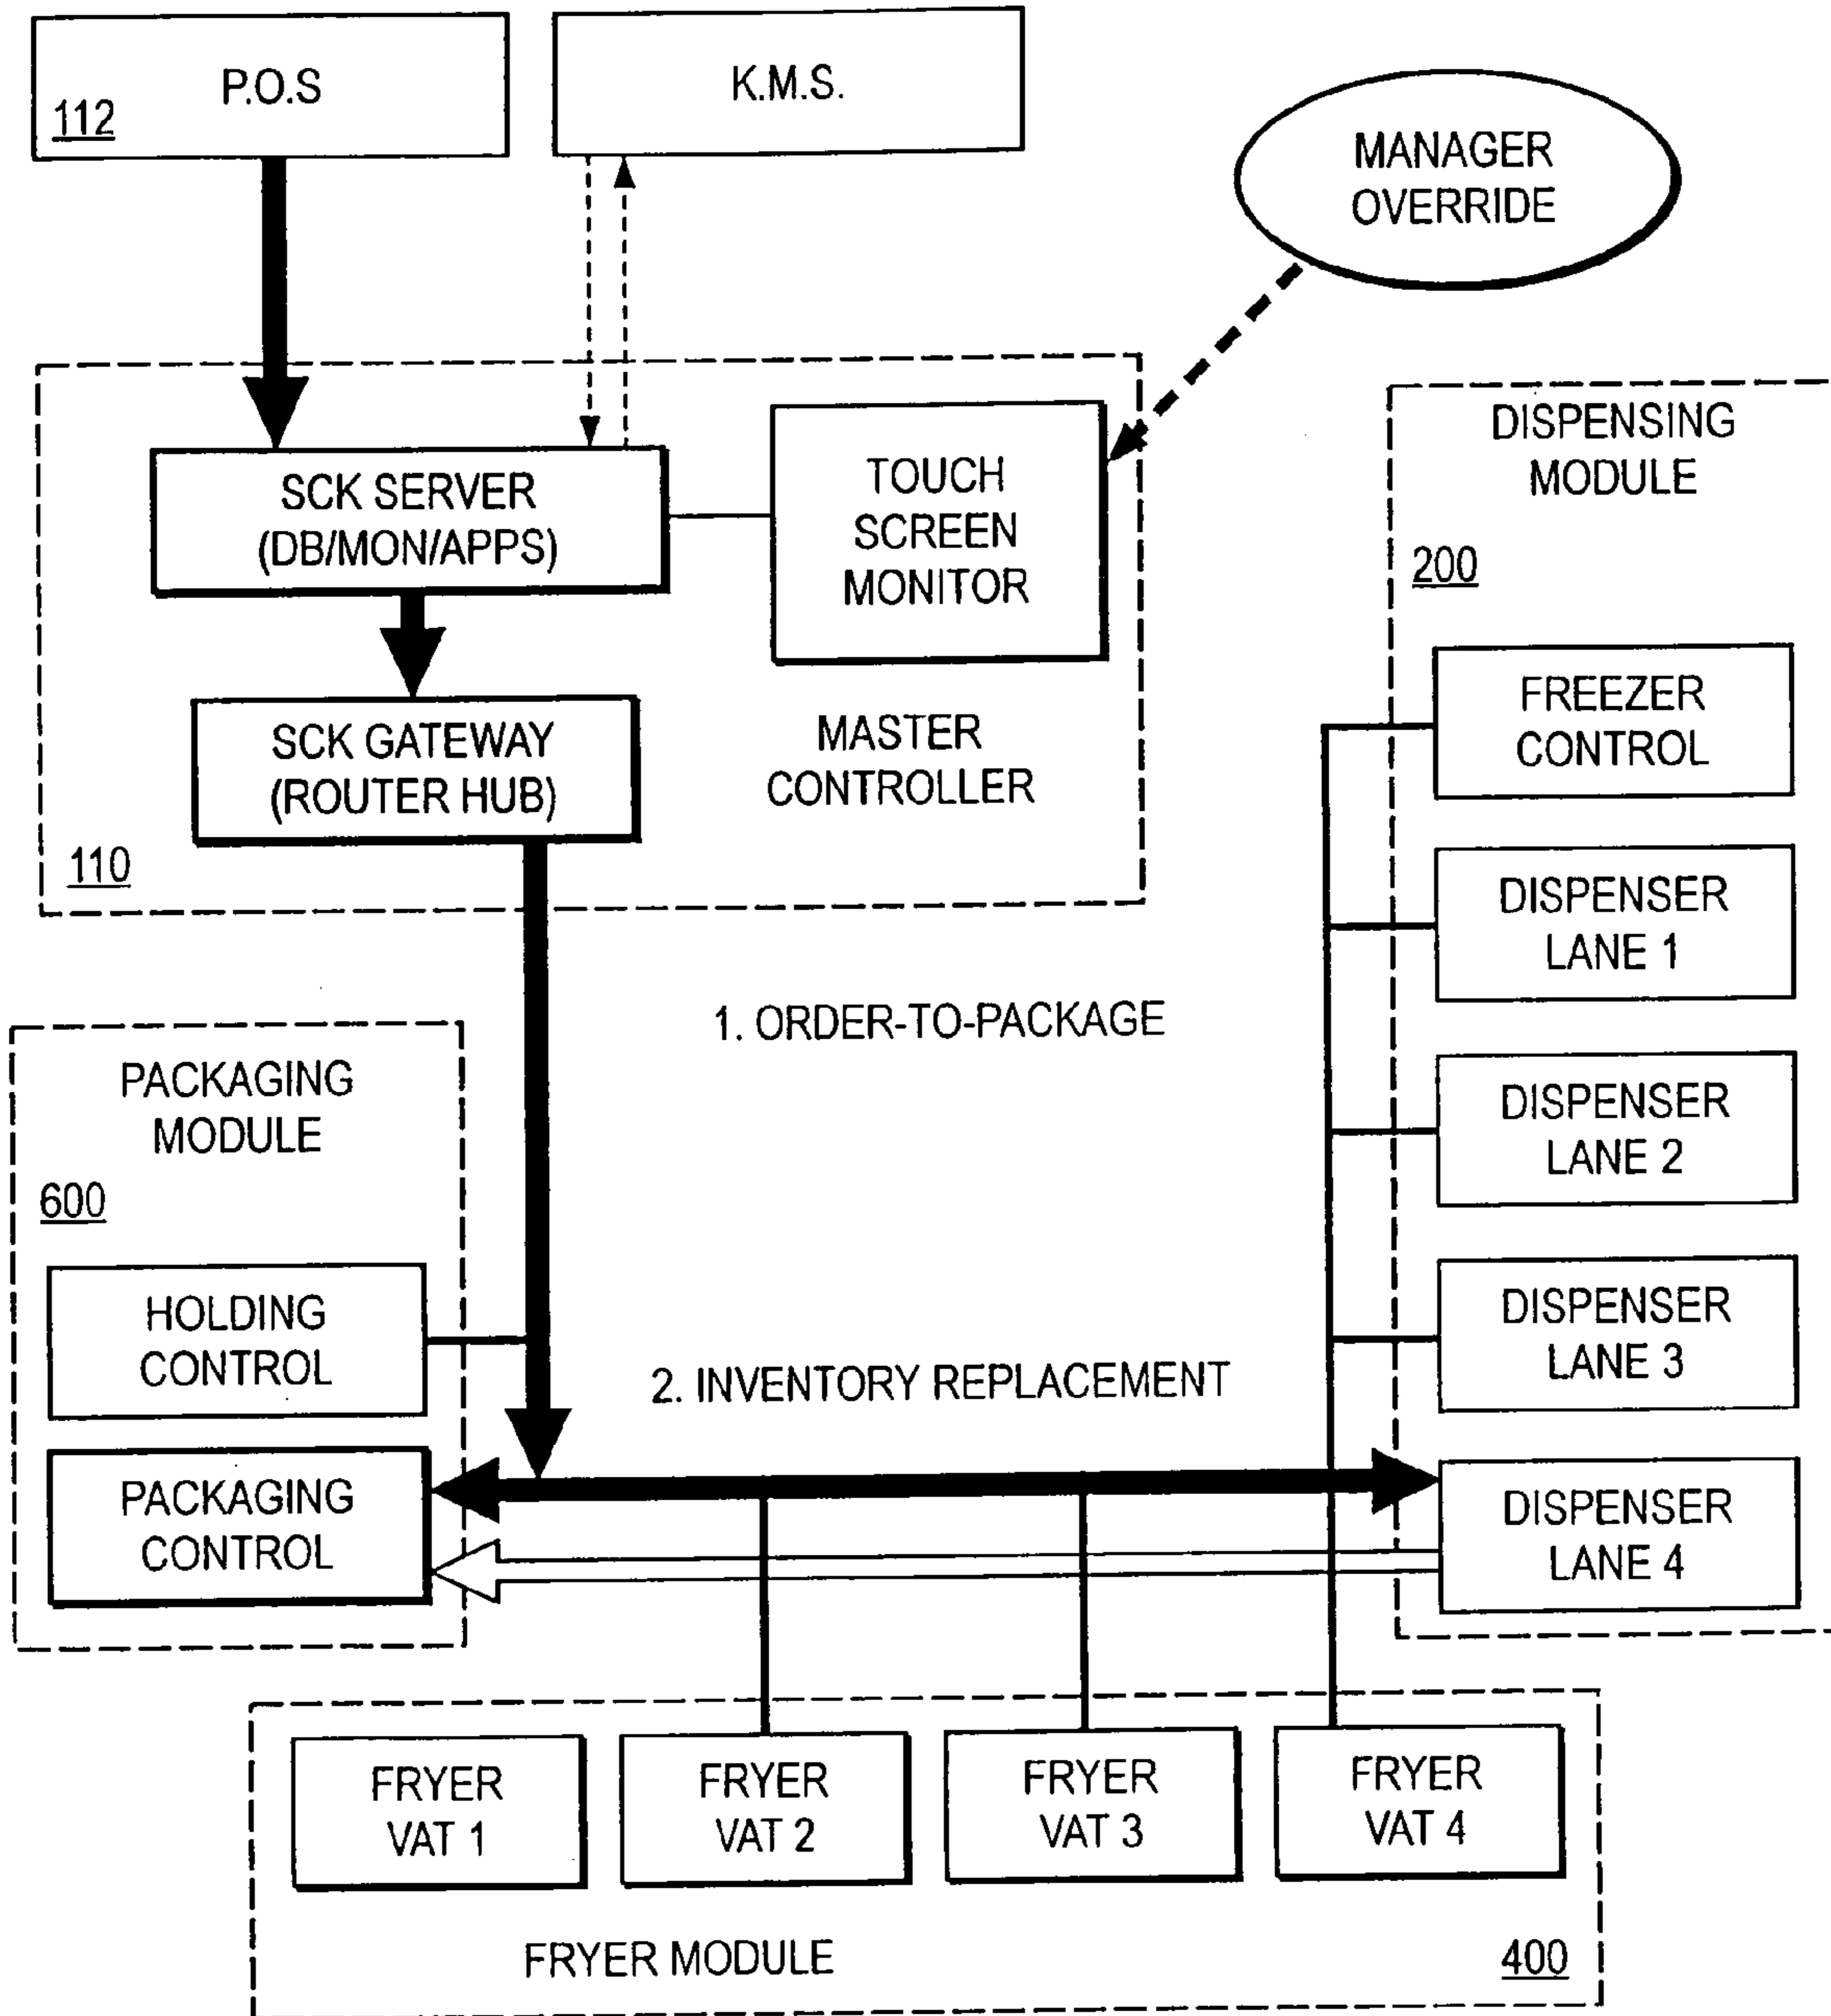 P.O.S
112
K.M.S.
MANAGER
OVERRIDE
SCK SERVER
(DB/MON/APPS)
TOUCH
SCREEN
MONITOR
SCK GATEWAY
(ROUTER HUB)
MASTER
CONTROLLER
110
DISPENSING
MODULE
200
FREEZER
CONTROL
DISPENSER
LANE 1
DISPENSER
LANE 2
DISPENSER
LANE 3
DISPENSER
LANE 4
1. ORDER-TO-PACKAGE
PACKAGING
MODULE
600
HOLDING
CONTROL
PACKAGING
CONTROL
2. INVENTORY REPLACEMENT
FRYER
VAT 1
FRYER
VAT 2
FRYER
VAT 3
FRYER
VAT 4
FRYER MODULE
400